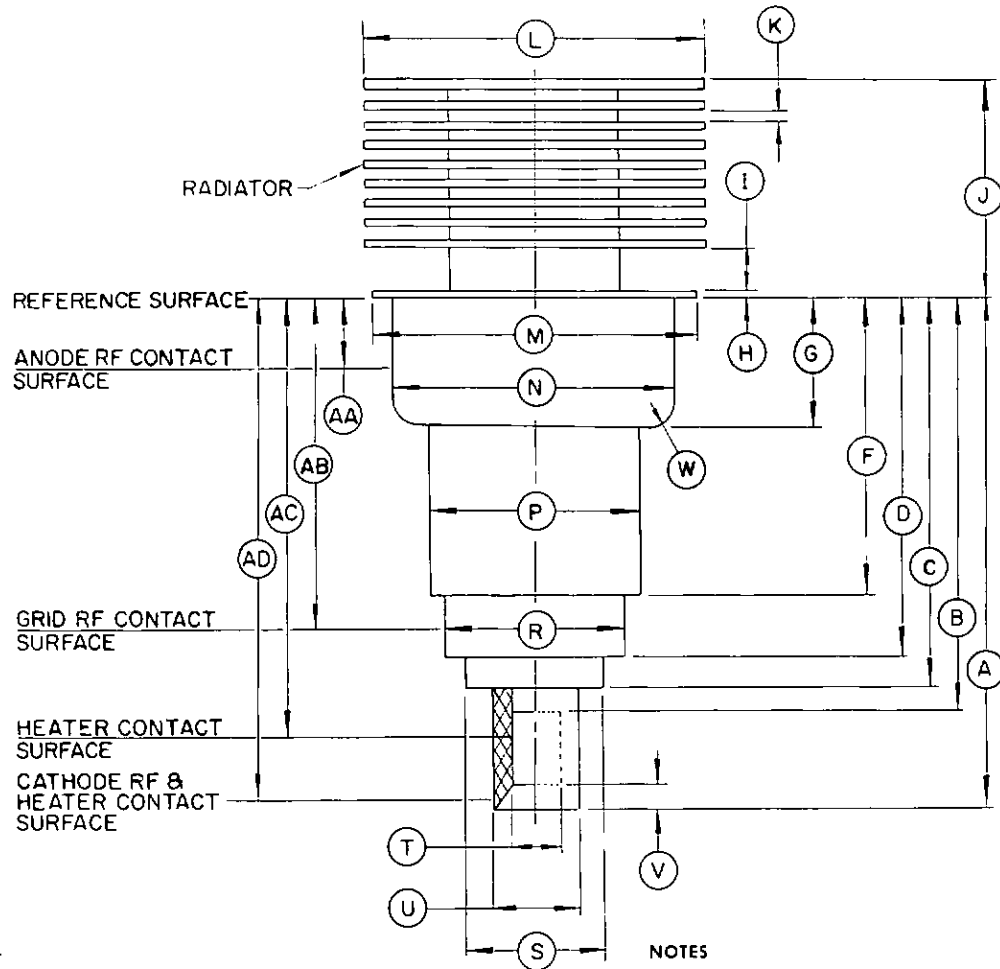 K
L
RADIATOR
I
J
REFERENCE SURFACE
M
H
G
ANODE RF CONTACT
SURFACE
N
AA
W
F
AB
P
D
AC
C
AD
B
GRID RF CONTACT
SURFACE
R
A
HEATER CONTACT
SURFACE
CATHODE RF &
HEATER CONTACT
SURFACE
T
V
U
S
NOTES